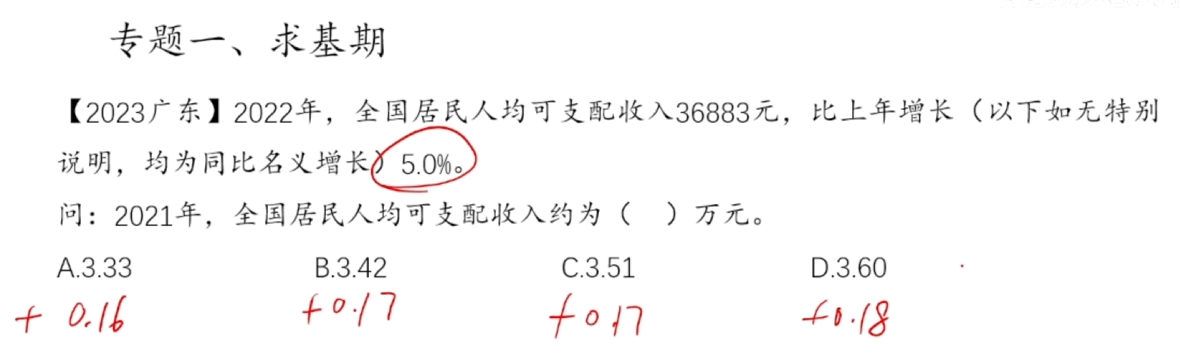 专题一、求基期
【2023广东】2022年，全国居民人均可支配收入36883元，比上年增长（以下如无特别
说明，均为同比名义增长）5.0%。
问：2021年，全国居民人均可支配收入约为（　）万元。
A.3.33 B.3.42 C.3.51 D.3.60
+ 0.16 +0.17 +0.17 +0.18